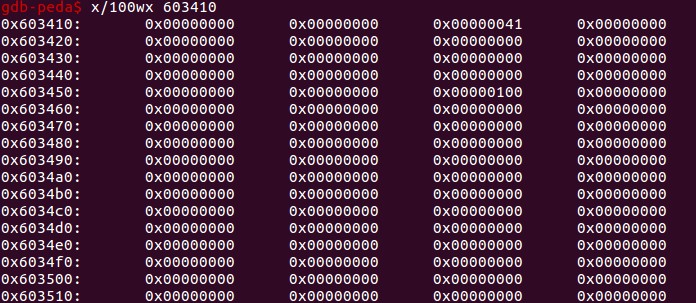 gdb-peda$ x/100wx 603410
0x603410: 0x00000000 0x00000000 0x00000041 0x00000000
0x603420: 0x00000000 0x00000000 0x00000000 0x00000000
0x603430: 0x00000000 0x00000000 0x00000000 0x00000000
0x603440: 0x00000000 0x00000000 0x00000000 0x00000000
0x603450: 0x00000000 0x00000000 0x00000100 0x00000000
0x603460: 0x00000000 0x00000000 0x00000000 0x00000000
0x603470: 0x00000000 0x00000000 0x00000000 0x00000000
0x603480: 0x00000000 0x00000000 0x00000000 0x00000000
0x603490: 0x00000000 0x00000000 0x00000000 0x00000000
0x6034a0: 0x00000000 0x00000000 0x00000000 0x00000000
0x6034b0: 0x00000000 0x00000000 0x00000000 0x00000000
0x6034c0: 0x00000000 0x00000000 0x00000000 0x00000000
0x6034d0: 0x00000000 0x00000000 0x00000000 0x00000000
0x6034e0: 0x00000000 0x00000000 0x00000000 0x00000000
0x6034f0: 0x00000000 0x00000000 0x00000000 0x00000000
0x603500: 0x00000000 0x00000000 0x00000000 0x00000000
0x603510: 0x00000000 0x00000000 0x00000000 0x00000000